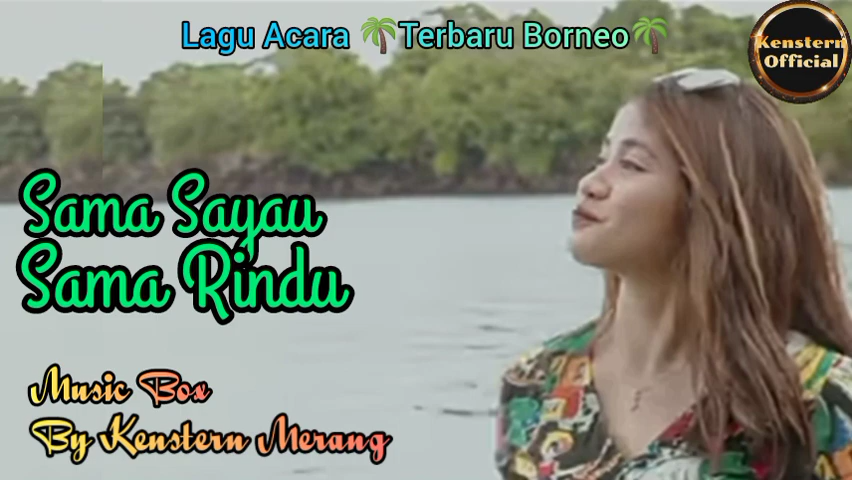 Lagu Acara 🌴Terbaru Borneo🌴
Kenstern
Official
Sama Sayau
Sama Rindu
Music Box
By Kenstern Merang